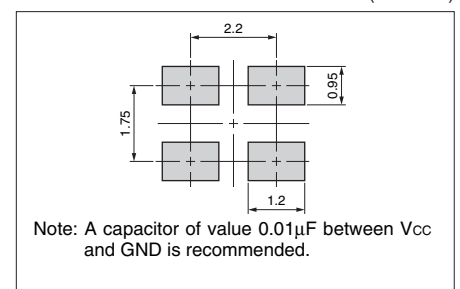 2.2
0.95
1.75
1.2
Note: A capacitor of value 0.01μF between Vcc
and GND is recommended.